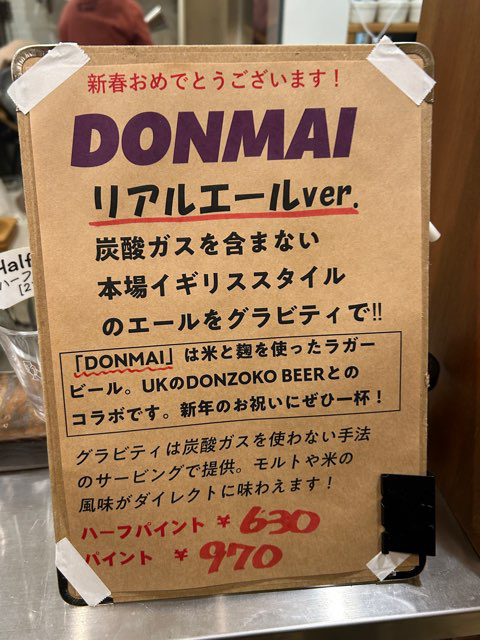 新春おめでとうございます！
DONMAI
リアルエールver.
炭酸ガスを含まない
本場イギリススタイル
のエールをグラビティで!!
「DONMAI」は米と麹を使ったラガー
ビール。UKのDONZOKO BEERとの
コラボです。新年のお祝いにぜひ一杯！
グラビティは炭酸ガスを使わない手法
のサービングで提供。モルトや米の
風味がダイレクトに味わえます！
ハーフパイント ¥630
パイント ¥970
Half
ハーフ